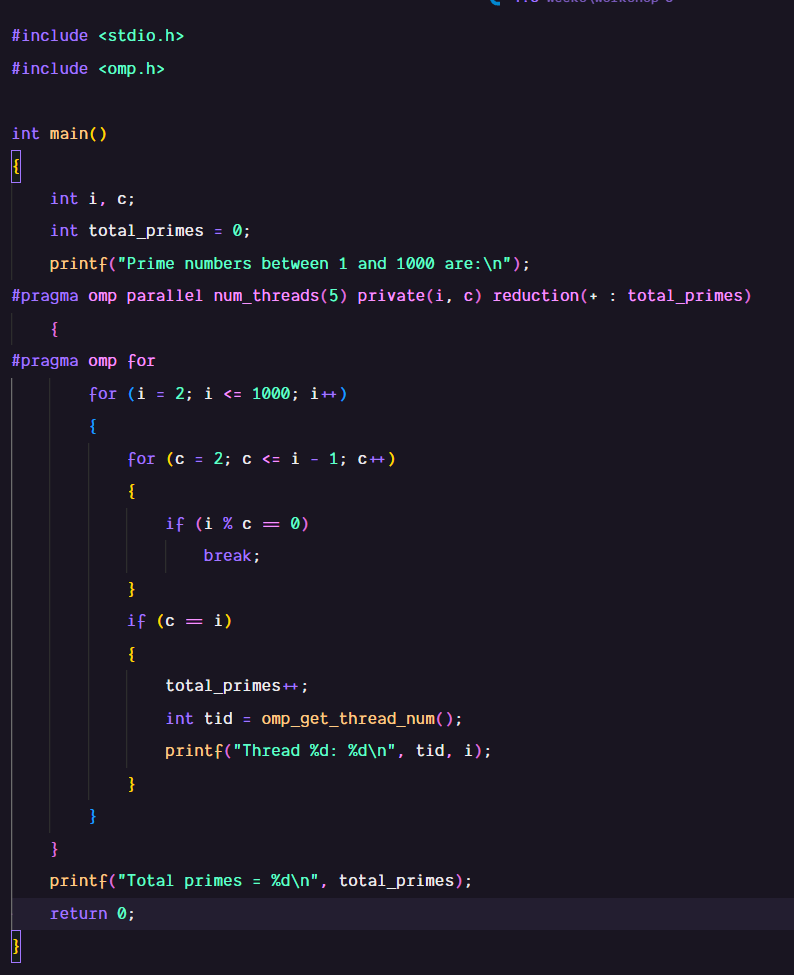 #include <stdio.h>
#include <omp.h>
int main()
{
    int i, c;
    int total_primes = 0;
    printf("Prime numbers between 1 and 1000 are:\n");
#pragma omp parallel num_threads(5) private(i, c) reduction(+ : total_primes)
    {
#pragma omp for
        for (i = 2; i <= 1000; i++)
        {
            for (c = 2; c <= i - 1; c++)
            {
                if (i % c == 0)
                    break;
            }
            if (c == i)
            {
                total_primes++;
                int tid = omp_get_thread_num();
                printf("Thread %d: %d\n", tid, i);
            }
        }
    }
    printf("Total primes = %d\n", total_primes);
    return 0;
}